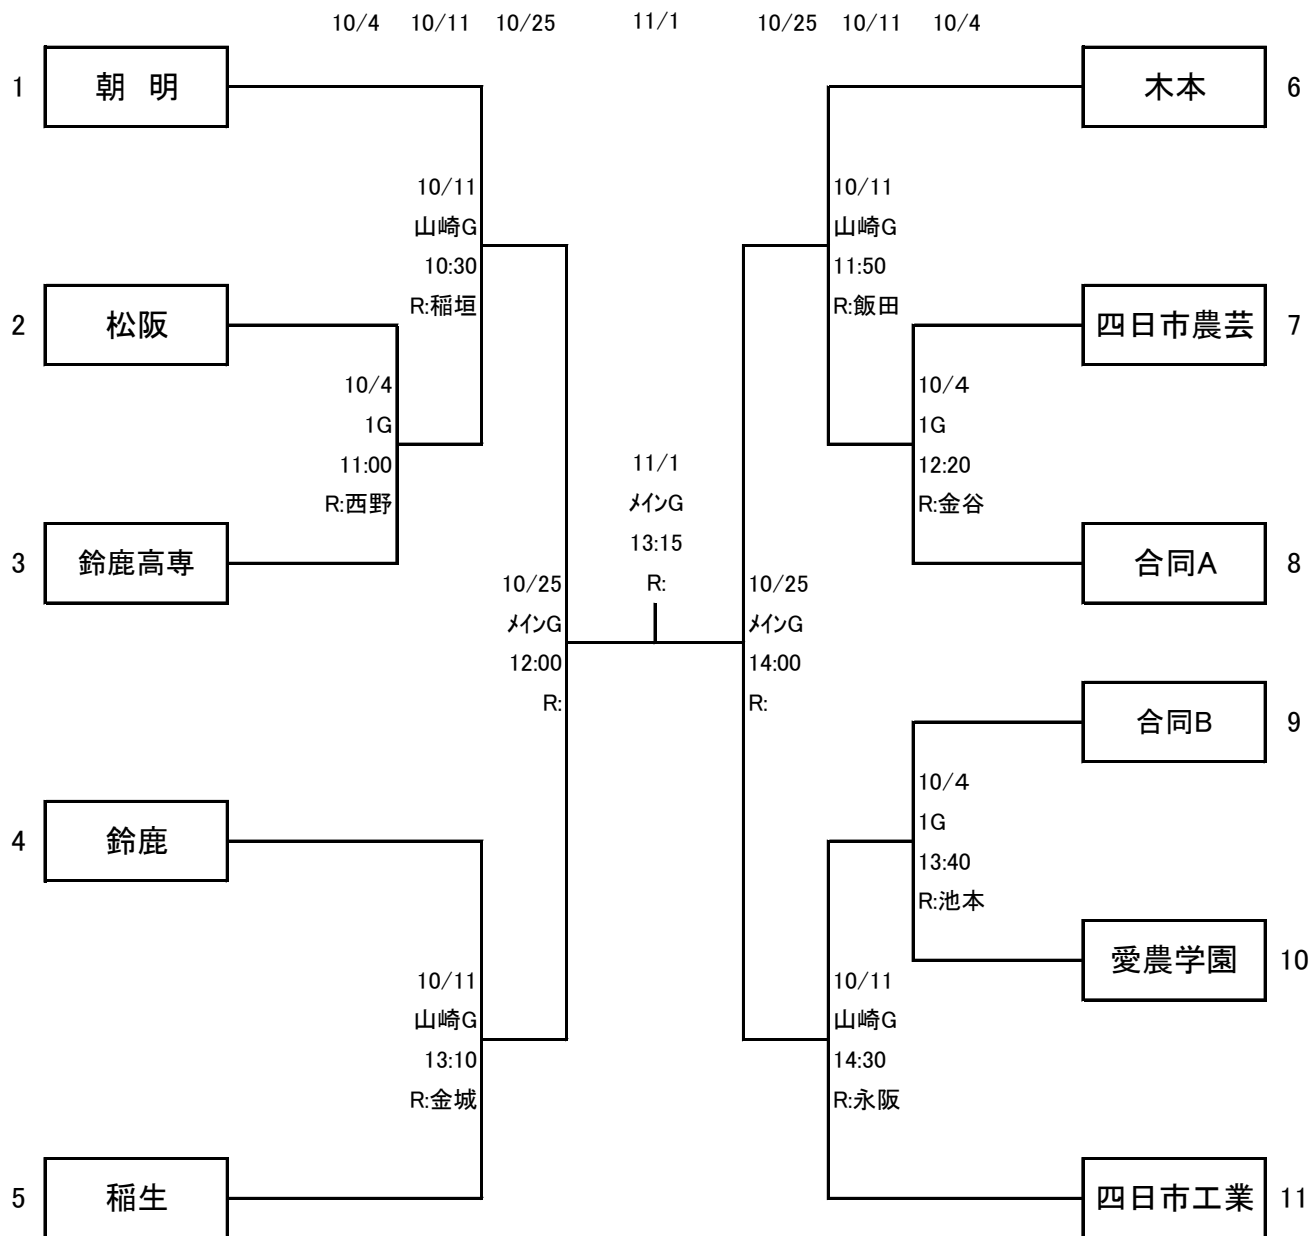 10/4 10/11 10/25 11/1 10/25 10/11 10/4
1 朝 明
木本 6
10/11
山崎G
10:30
R:稲垣
10/11
山崎G
11:50
R:飯田
2 松阪
四日市農芸 7
10/4
1G
11:00
R:西野
10/4
1G
12:20
R:金谷
3 鈴鹿高専
合同A 8
11/1
メインG
13:15
R:
10/25
メインG
12:00
R:
10/25
メインG
14:00
R:
合同B 9
10/4
1G
13:40
R:池本
4 鈴鹿
愛農学園 10
10/11
山崎G
13:10
R:金城
10/11
山崎G
14:30
R:永阪
5 稲生
四日市工業 11